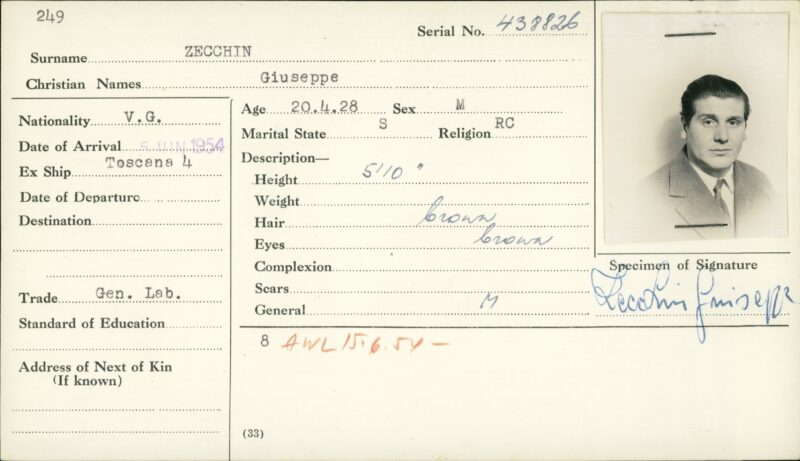 249
Serial No. 438826
Surname ZECCHIN
Christian Names Giuseppe
Nationality V.G.
Date of Arrival 5 JUN 1954
Ex Ship Toscana 4
Date of Departure
Destination
Trade Gen. Lab.
Standard of Education
Address of Next of Kin
(If known)
Age 20.4.28 Sex M
Marital State S Religion RC
Description—
Height 5'10"
Weight
Hair brown
Eyes brown
Complexion
Scars
General M
8 AWL 15.6.54 —
(33)
Specimen of Signature
Zecchin Giuseppe